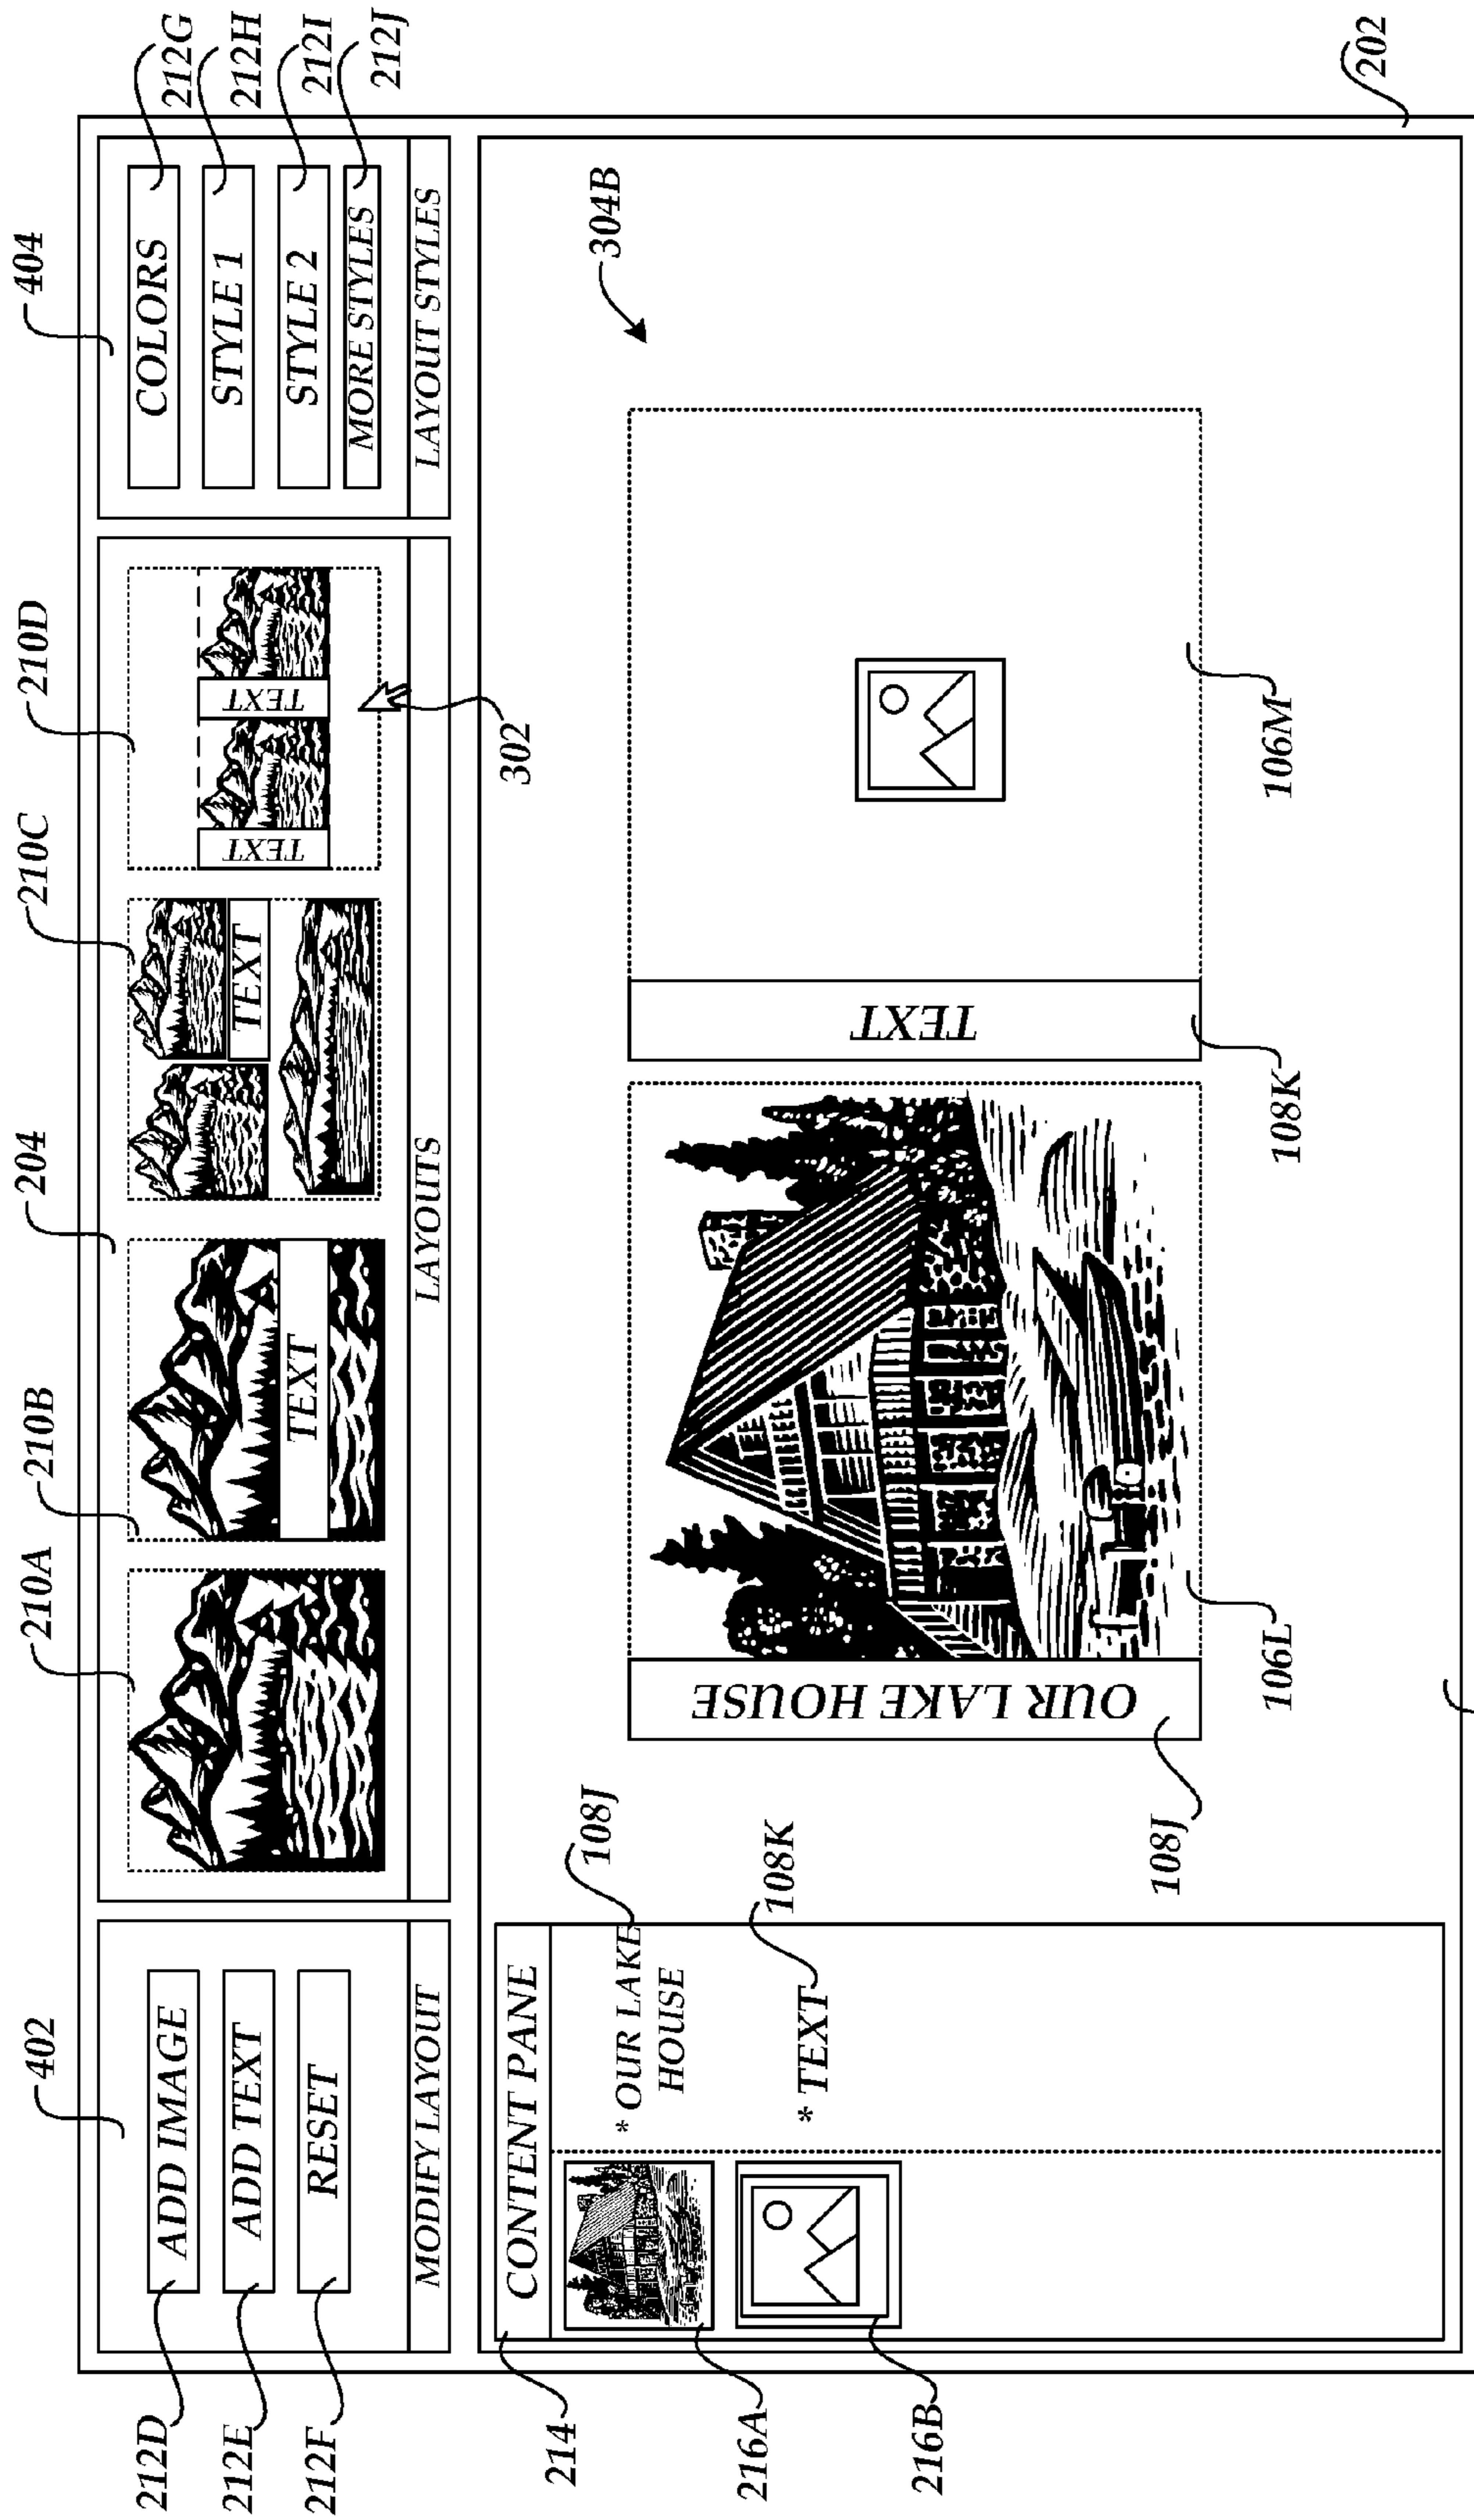 402
204
210A
210B
210C
210D
404
212D
212E
212F
ADD IMAGE
ADD TEXT
RESET
MODIFY LAYOUT
TEXT
TEXT
TEXT
TEXT
LAYOUTS
302
COLORS
STYLE 1
STYLE 2
MORE STYLES
LAYOUT STYLES
212G
212H
212I
212J
214
216A
216B
CONTENT PANE
* OUR LAKE
HOUSE
* TEXT
108J
108K
OUR LAKE HOUSE
TEXT
304B
108J
106L
108K
106M
202